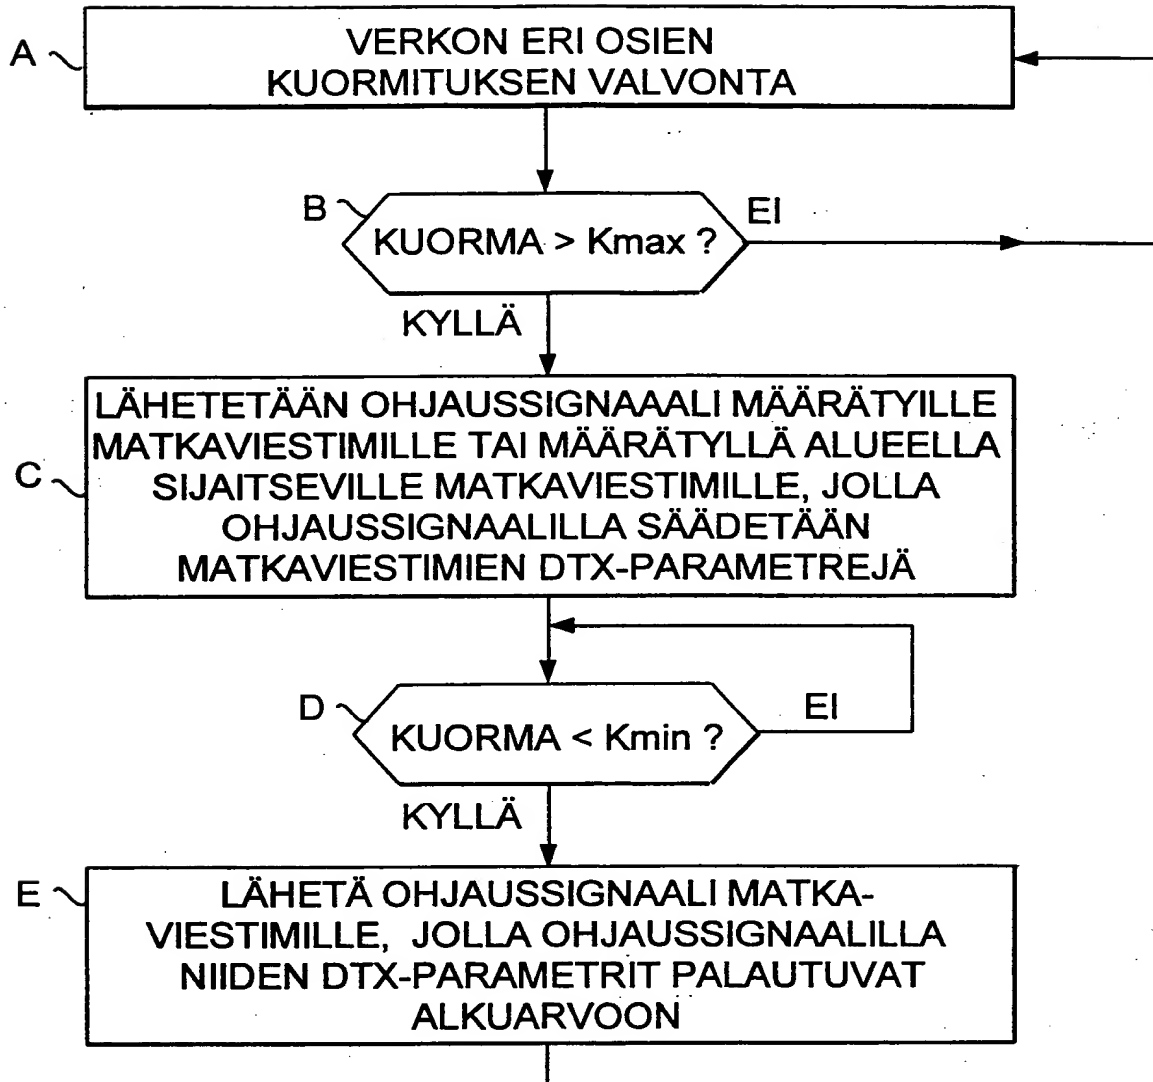 A
VERKON ERI OSIEN
KUORMITUKSEN VALVONTA
B
KUORMA > Kmax ?
EI
KYLLÄ
C
LÄHETETÄÄN OHJAUSSIGNAAALI MÄÄRÄTYILLE
MATKAVIESTIMILLE TAI MÄÄRÄTYLLÄ ALUEELLA
SIJAITSEVILLE MATKAVIESTIMILLE, JOLLA
OHJAUSSIGNAALILLA SÄÄDETÄÄN
MATKAVIESTIMIEN DTX-PARAMETREJÄ
D
KUORMA < Kmin ?
EI
KYLLÄ
E
LÄHETÄ OHJAUSSIGNAALI MATKA-
VIESTIMILLE, JOLLA OHJAUSSIGNAALILLA
NIIDEN DTX-PARAMETRIT PALAUTUVAT
ALKUARVOON